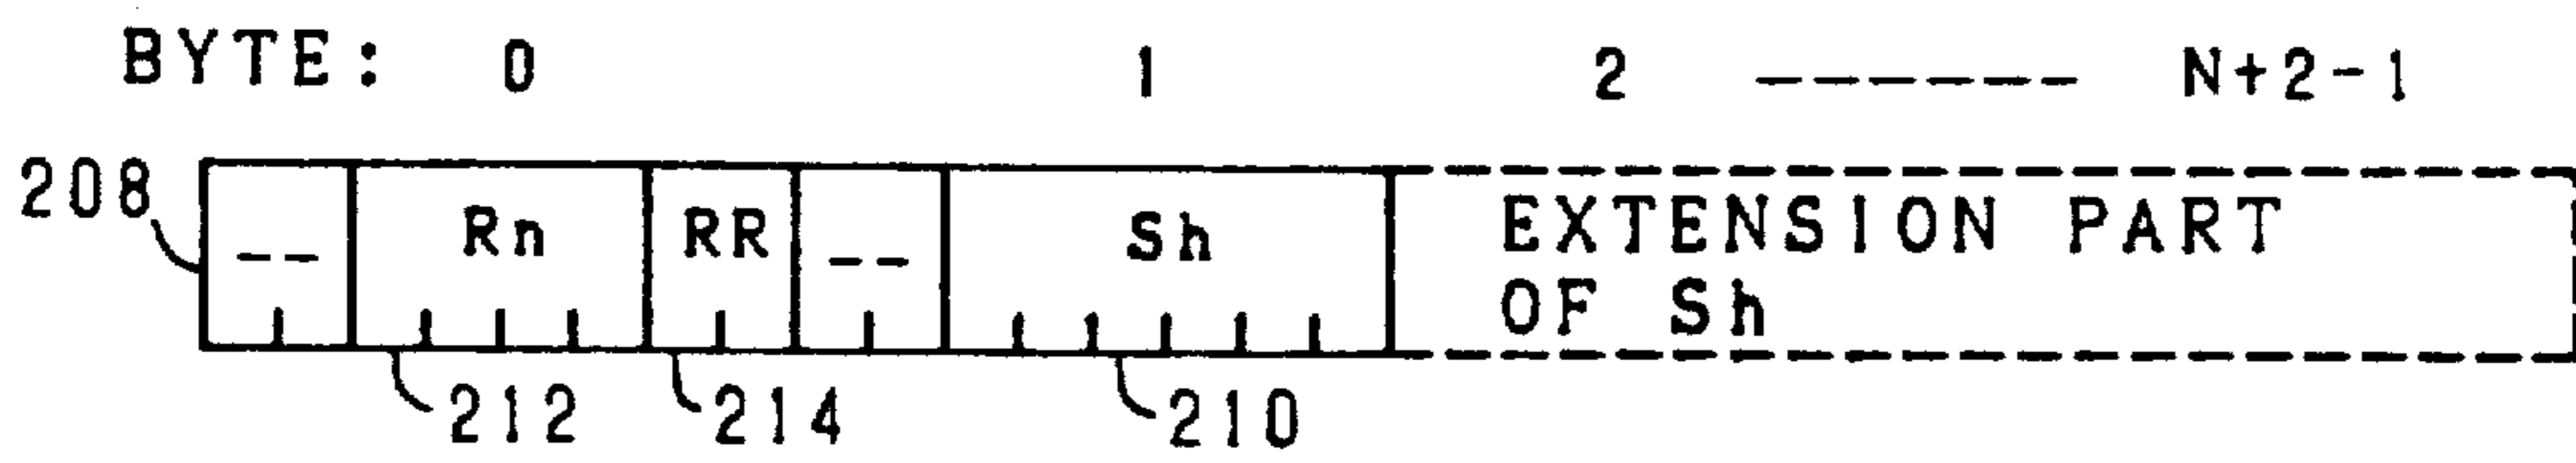 BYTE: 0 1 2 ------ N+2-1
208 -- Rn RR -- Sh EXTENSION PART
OF Sh
212 214 210